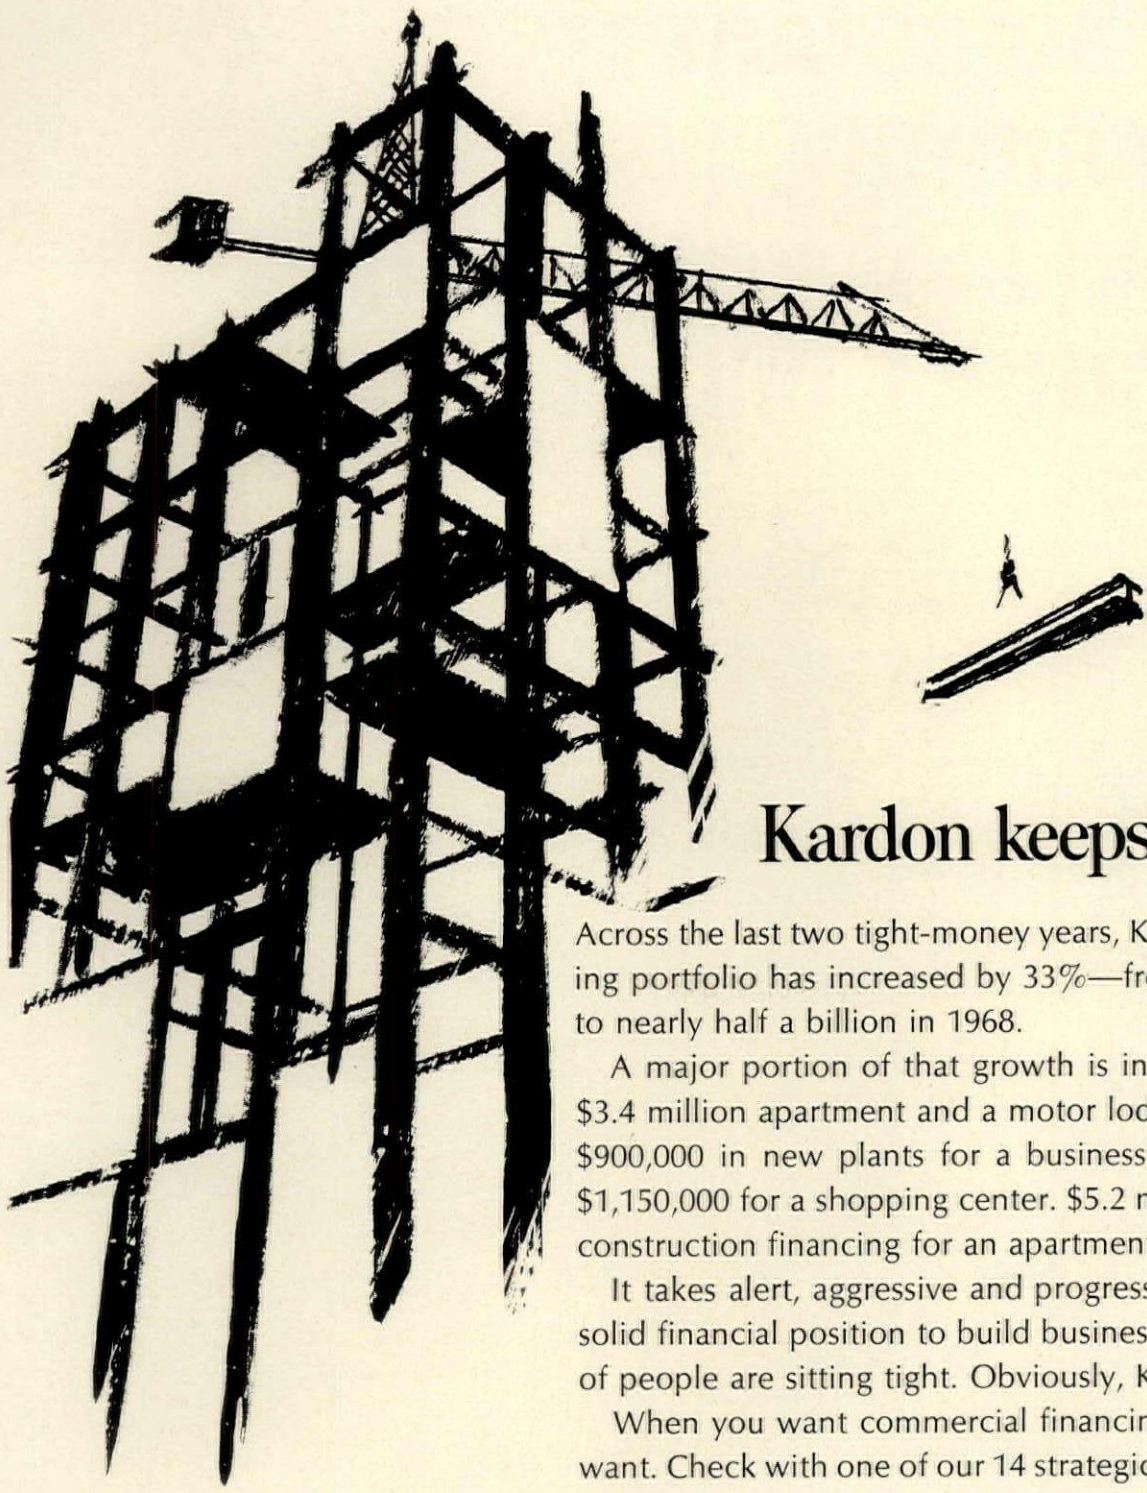 Kardon keeps
Across the last two tight-money years, K
ing portfolio has increased by 33%—fr
to nearly half a billion in 1968.
A major portion of that growth is in
$3.4 million apartment and a motor loc
$900,000 in new plants for a business
$1,150,000 for a shopping center. $5.2 r
construction financing for an apartmen
It takes alert, aggressive and progress
solid financial position to build busines
of people are sitting tight. Obviously, K
When you want commercial financin
want. Check with one of our 14 strategic